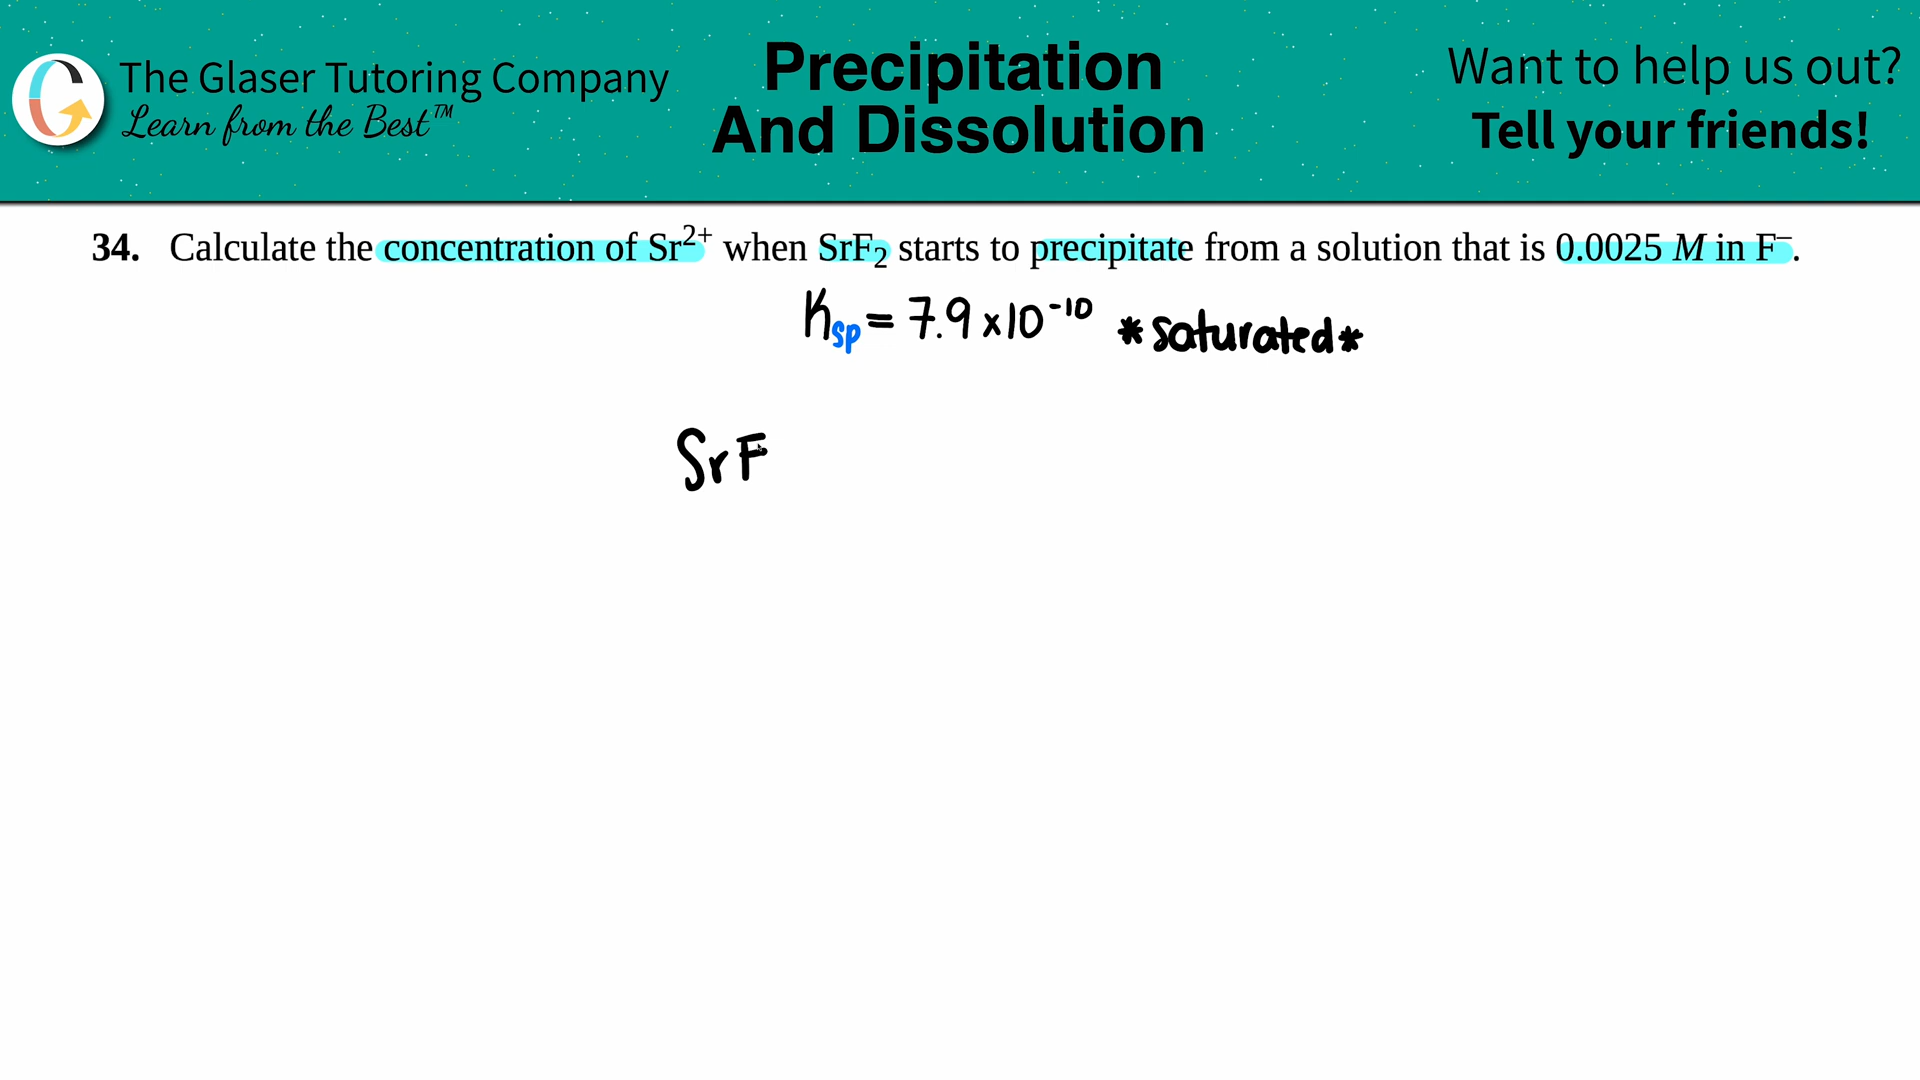 The Glaser Tutoring Company
Learn from the Best™
Precipitation
And Dissolution
Want to help us out?
Tell your friends!
34. Calculate the concentration of Sr²⁺ when SrF₂ starts to precipitate from a solution that is 0.0025 M in F⁻.
Ksp = 7.9 x 10⁻¹⁰ *saturated*
SrF